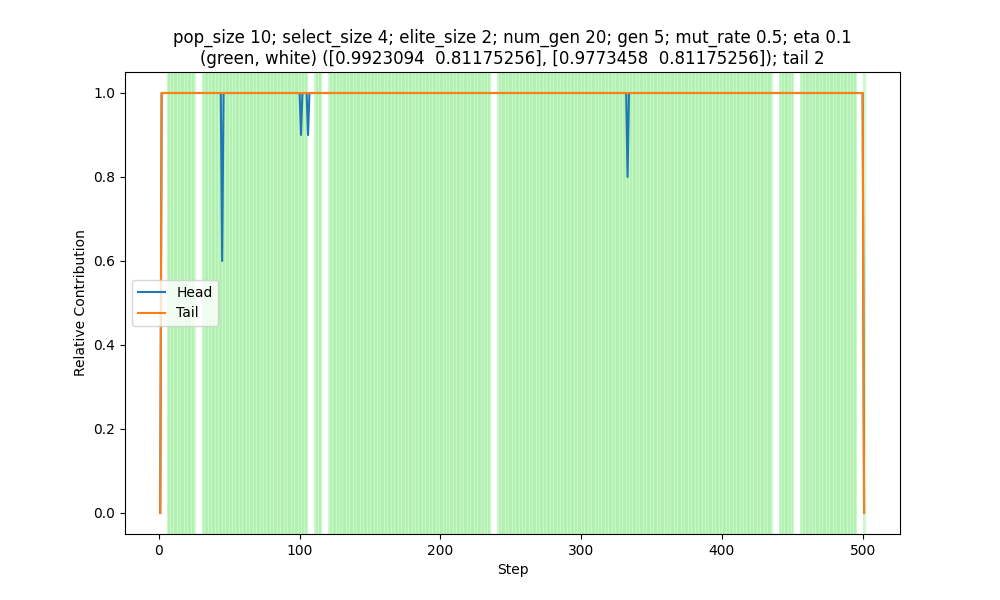 pop_size 10; select_size 4; elite_size 2; num_gen 20; gen 5; mut_rate 0.5; eta 0.1
(green, white) ([0.9923094  0.81175256], [0.9773458  0.81175256]); tail 2
1.0
0.8
0.6
0.4
0.2
0.0
Relative Contribution
Head
Tail
0
100
200
300
400
500
Step